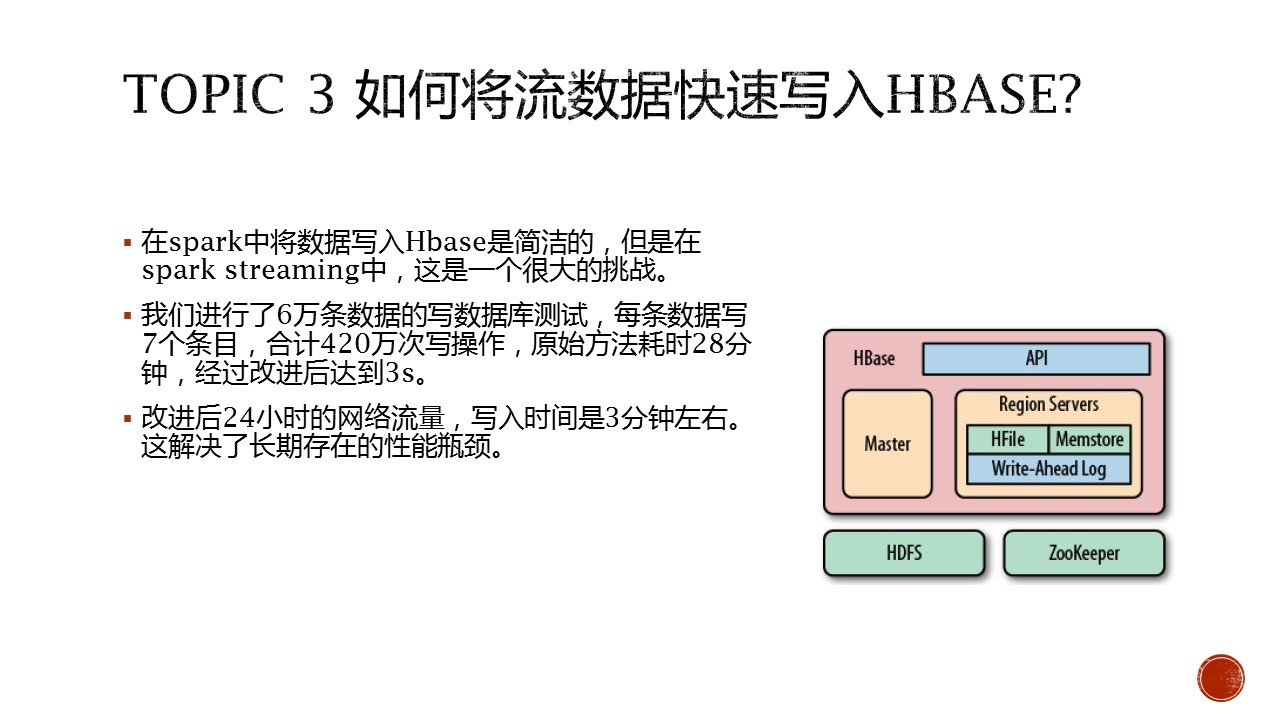 TOPIC 3 如何将流数据快速写入HBASE?
▪ 在spark中将数据写入Hbase是简洁的，但是在
spark streaming中，这是一个很大的挑战。
▪ 我们进行了6万条数据的写数据库测试，每条数据写
7个条目，合计420万次写操作，原始方法耗时28分
钟，经过改进后达到3s。
▪ 改进后24小时的网络流量，写入时间是3分钟左右。
这解决了长期存在的性能瓶颈。
HBase
API
Master
Region Servers
HFile
Memstore
Write-Ahead Log
HDFS
ZooKeeper